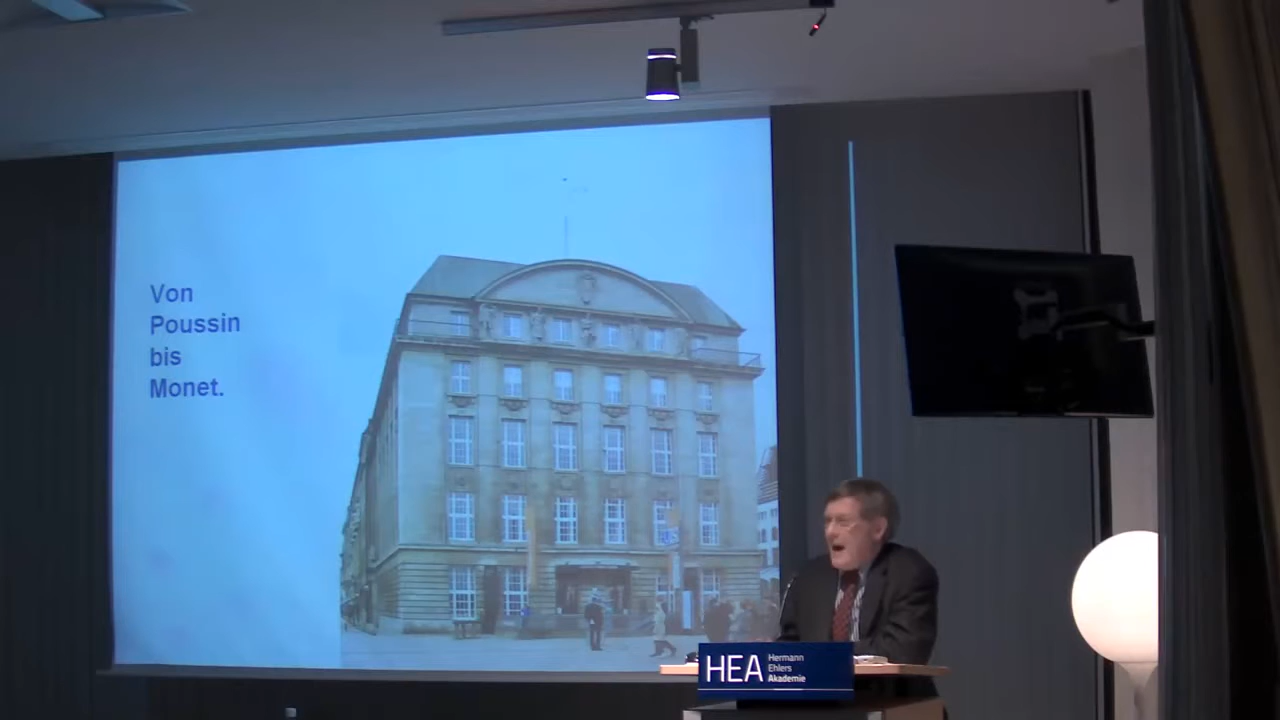 Von
Poussin
bis
Monet.
HEA
Hermann
Ehlers
Akademie